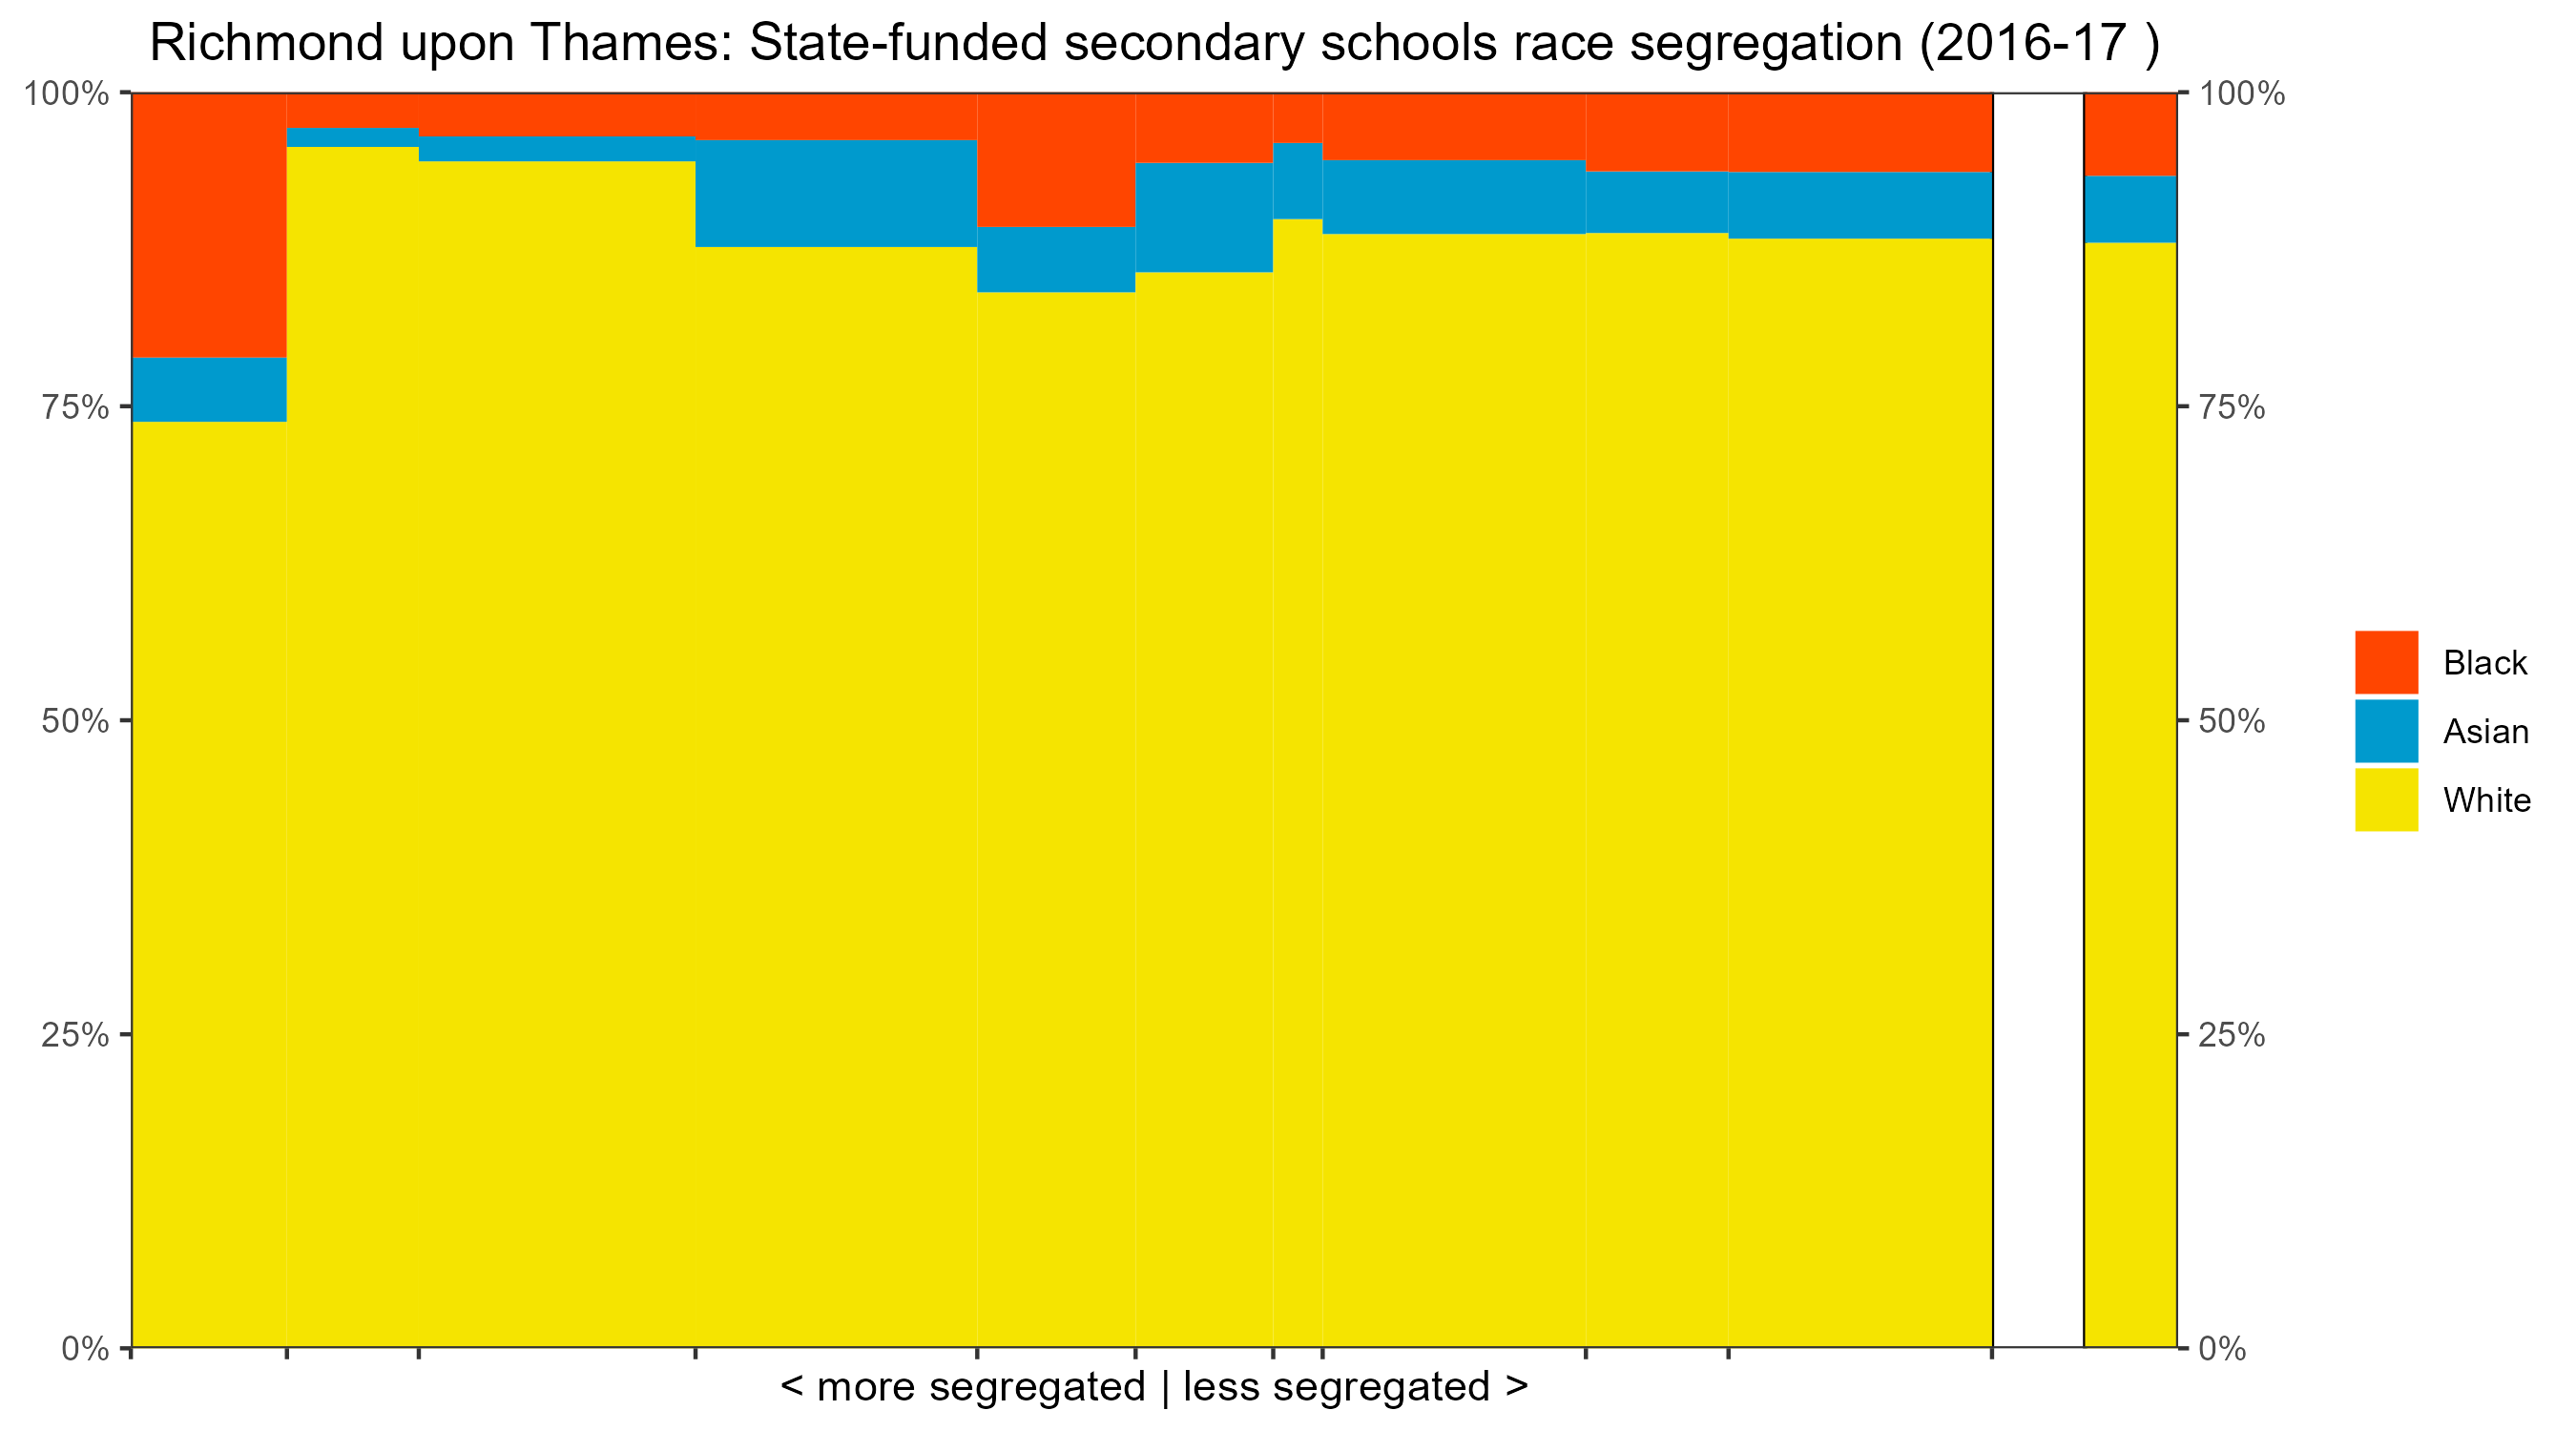 Richmond upon Thames: State-funded secondary schools race segregation (2016-17 )
100%
75%
50%
25%
0%
100%
75%
50%
25%
0%
Black
Asian
White
< more segregated | less segregated >